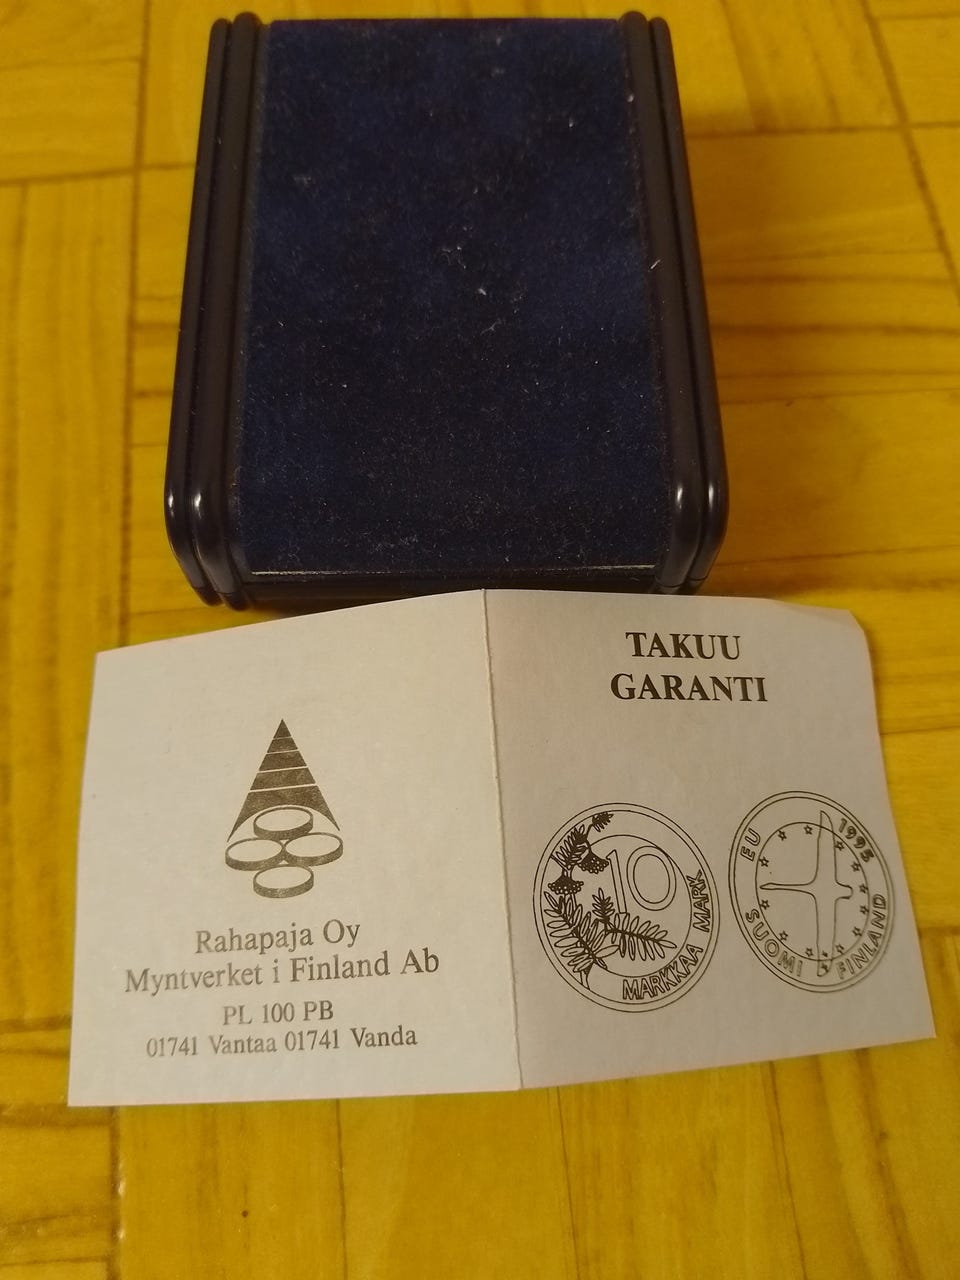 Rahapaja Oy
Myntverket i Finland Ab
PL 100 PB
01741 Vantaa 01741 Vanda
TAKUU
GARANTI
10
MARKKAA MARK
EU
1995
SUOMI FINLAND